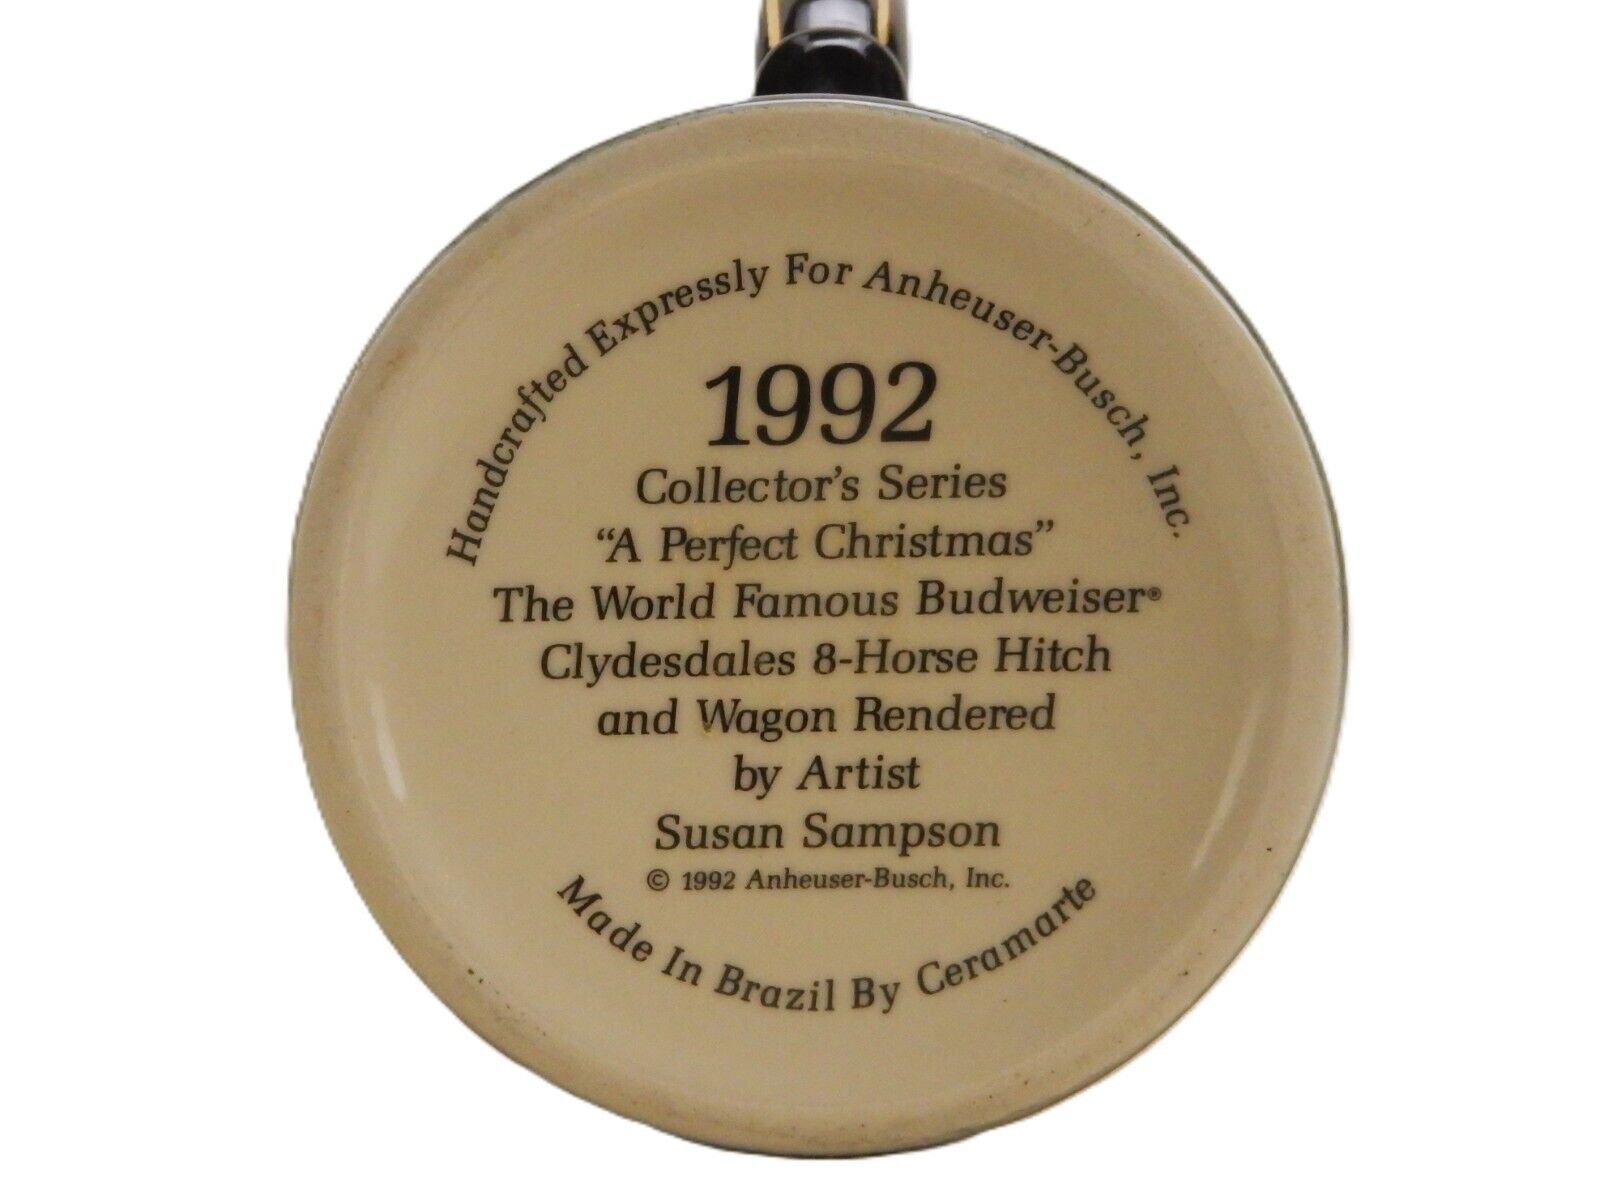 Handcrafted Expressly For Anheuser-Busch, Inc.
1992
Collector's Series
“A Perfect Christmas”
The World Famous Budweiser®
Clydesdales 8-Horse Hitch
and Wagon Rendered
by Artist
Susan Sampson
© 1992 Anheuser-Busch, Inc.
Made In Brazil By Ceramarte